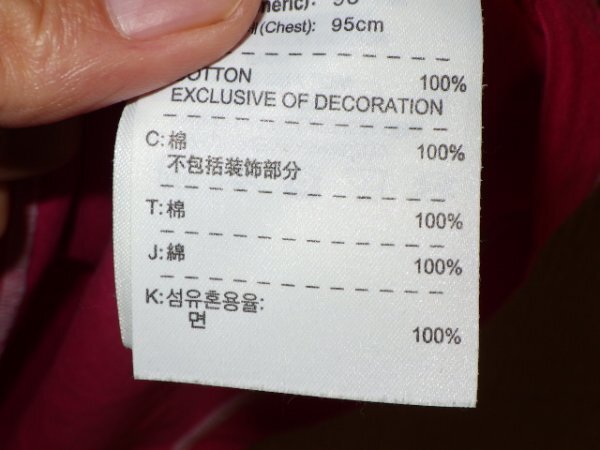 (Chest): 95cm
COTTON 100%
EXCLUSIVE OF DECORATION
C:棉 100%
不包括装饰部分
T:棉 100%
J:綿 100%
K:섬유혼용율:
면 100%